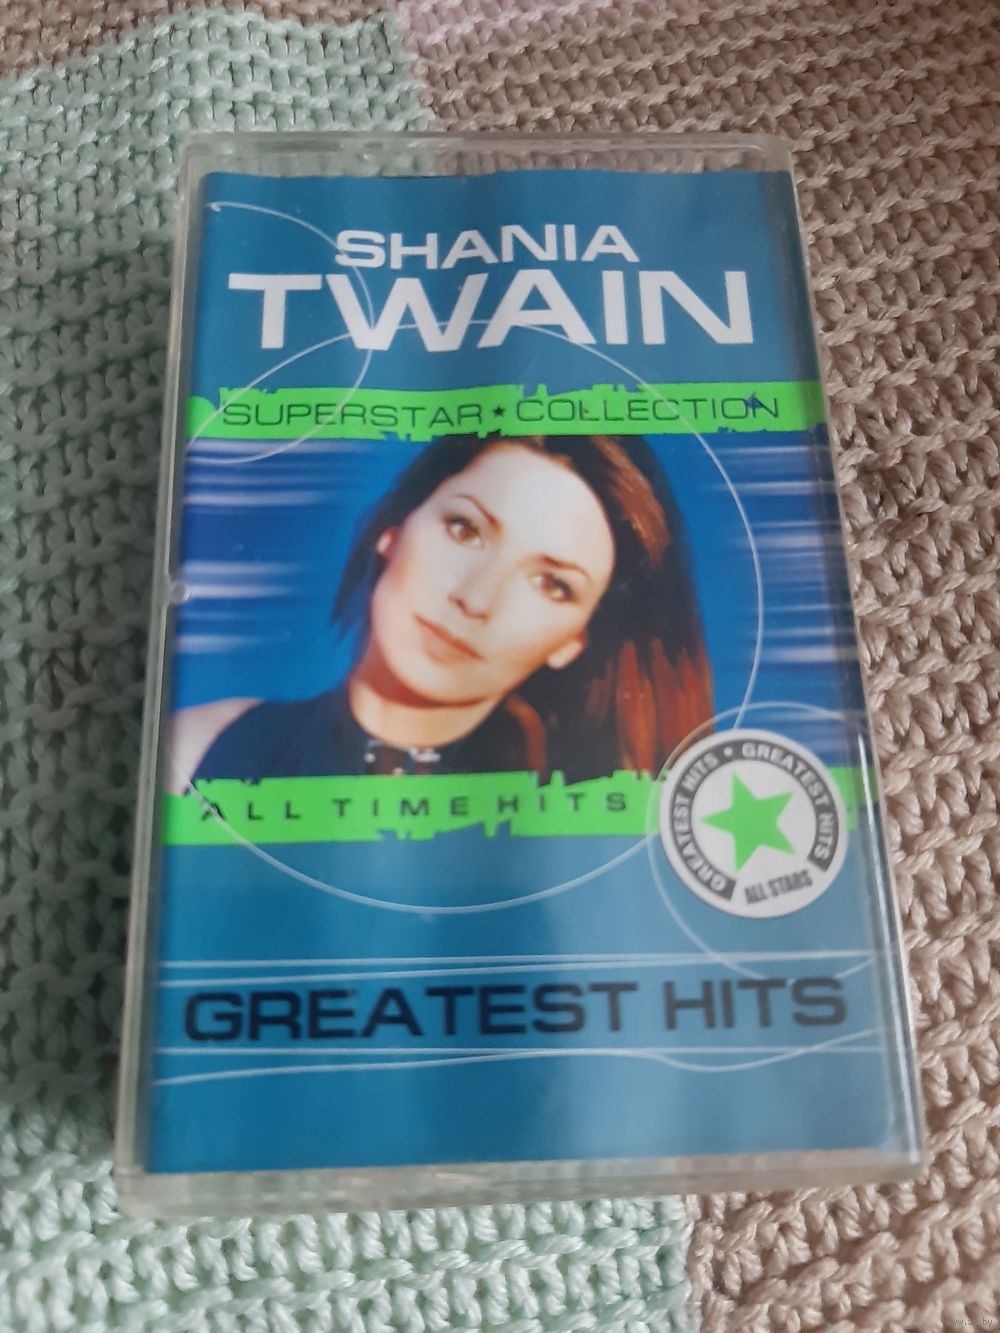 SHANIA
TWAIN
SUPERSTAR ★ COLLECTION
ALL TIME HITS
GREATEST HITS ★ GREATEST HITS
ALL STARS
GREATEST HITS